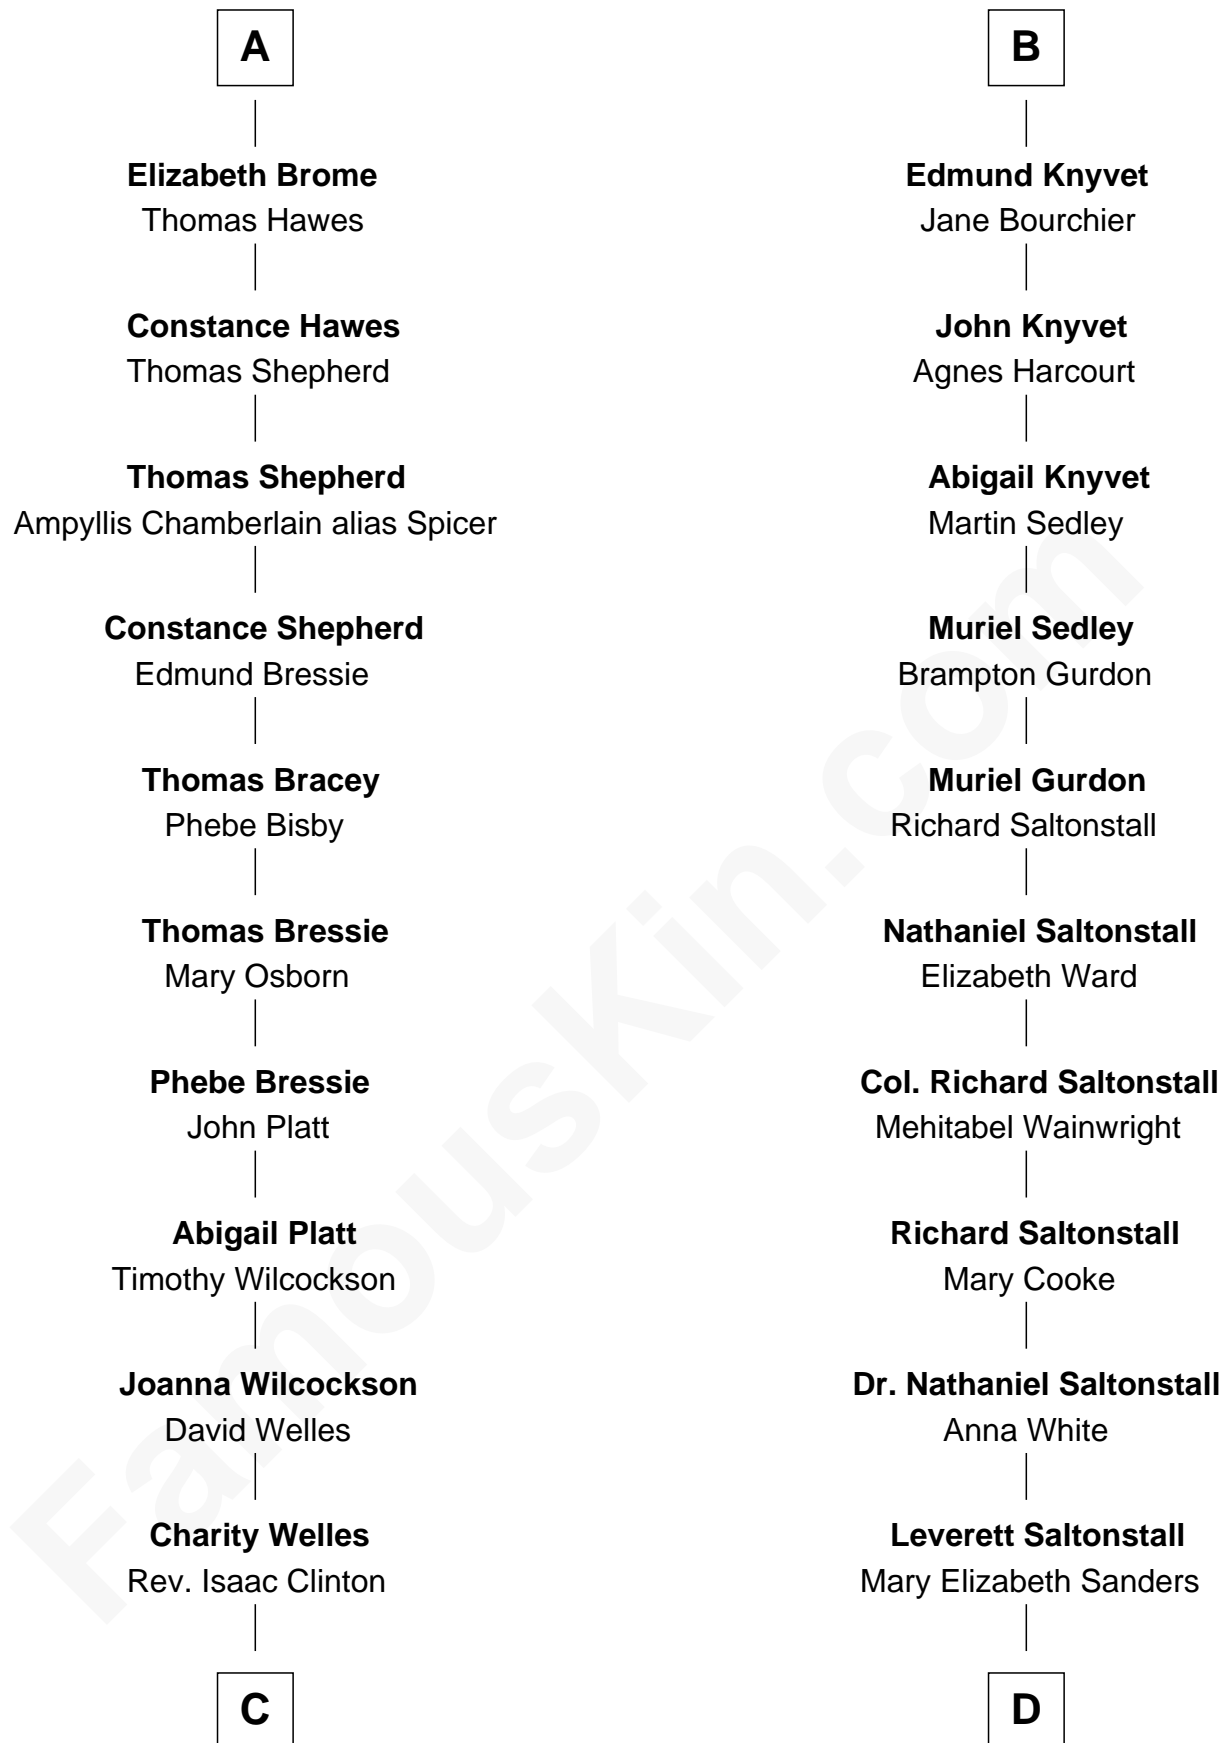 A
Elizabeth Brome
Thomas Hawes
Constance Hawes
Thomas Shepherd
Thomas Shepherd
Ampyllis Chamberlain alias Spicer
Constance Shepherd
Edmund Bressie
Thomas Bracey
Phebe Bisby
Thomas Bressie
Mary Osborn
Phebe Bressie
John Platt
Abigail Platt
Timothy Wilcockson
Joanna Wilcockson
David Welles
Charity Welles
Rev. Isaac Clinton
C
B
Edmund Knyvet
Jane Bourchier
John Knyvet
Agnes Harcourt
Abigail Knyvet
Martin Sedley
Muriel Sedley
Brampton Gurdon
Muriel Gurdon
Richard Saltonstall
Nathaniel Saltonstall
Elizabeth Ward
Col. Richard Saltonstall
Mehitabel Wainwright
Richard Saltonstall
Mary Cooke
Dr. Nathaniel Saltonstall
Anna White
Leverett Saltonstall
Mary Elizabeth Sanders
D
FamousKin.com